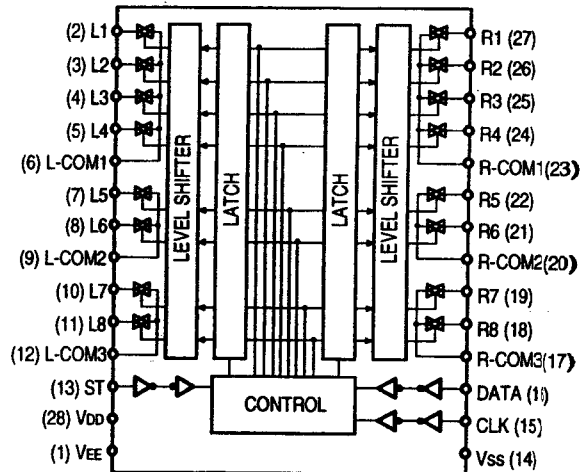 (2) L1
(3) L2
(4) L3
(5) L4
(6) L-COM1
(7) L5
(8) L6
(9) L-COM2
(10) L7
(11) L8
(12) L-COM3
(13) ST
(28) VDD
(1) VEE
LEVEL SHIFTER
LATCH
LATCH
LEVEL SHIFTER
CONTROL
R1 (27)
R2 (26)
R3 (25)
R4 (24)
R-COM1(23)
R5 (22)
R6 (21)
R-COM2(20)
R7 (19)
R8 (18)
R-COM3(17)
DATA (16)
CLK (15)
VSS (14)